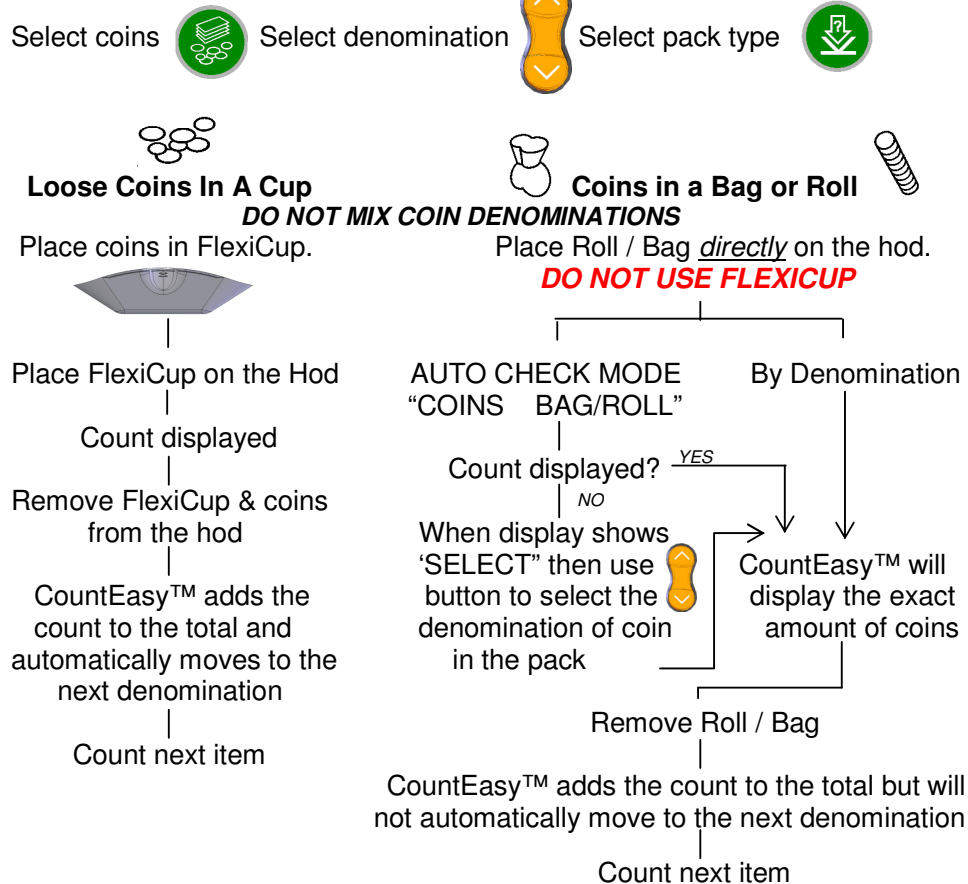 Select coins Select denomination Select pack type
Loose Coins In A Cup
Coins in a Bag or Roll
DO NOT MIX COIN DENOMINATIONS
Place coins in FlexiCup.
Place FlexiCup on the Hod
Count displayed
Remove FlexiCup & coins
from the hod
CountEasy™ adds the
count to the total and
automatically moves to the
next denomination
Count next item
Place Roll / Bag directly on the hod.
DO NOT USE FLEXICUP
AUTO CHECK MODE
“COINS BAG/ROLL”
Count displayed? YES
NO
When display shows
‘SELECT” then use
button to select the
denomination of coin
in the pack
By Denomination
CountEasy™ will
display the exact
amount of coins
Remove Roll / Bag
CountEasy™ adds the count to the total but will
not automatically move to the next denomination
Count next item